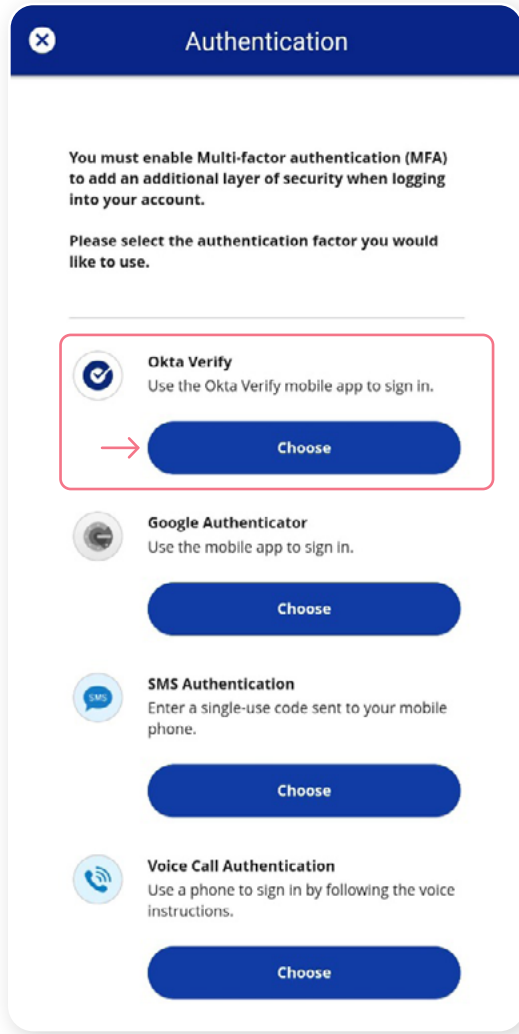 Authentication
You must enable Multi-factor authentication (MFA)
to add an additional layer of security when logging
into your account.
Please select the authentication factor you would
like to use.
Okta Verify
Use the Okta Verify mobile app to sign in.
Choose
Google Authenticator
Use the mobile app to sign in.
Choose
SMS
SMS Authentication
Enter a single-use code sent to your mobile
phone.
Choose
Voice Call Authentication
Use a phone to sign in by following the voice
instructions.
Choose